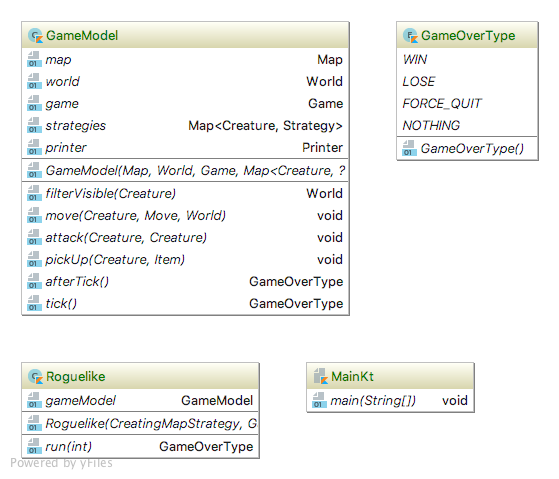 GameModel
map Map
world World
game Game
strategies Map<Creature, Strategy>
printer Printer
GameModel(Map, World, Game, Map<Creature, ?
filterVisible(Creature) World
move(Creature, Move, World) void
attack(Creature, Creature) void
pickUp(Creature, Item) void
afterTick() GameOverType
tick() GameOverType
GameOverType
WIN
LOSE
FORCE_QUIT
NOTHING
GameOverType()
Roguelike
gameModel GameModel
Roguelike(CreatingMapStrategy, G
run(int) GameOverType
MainKt
main(String[]) void
Powered by yFiles